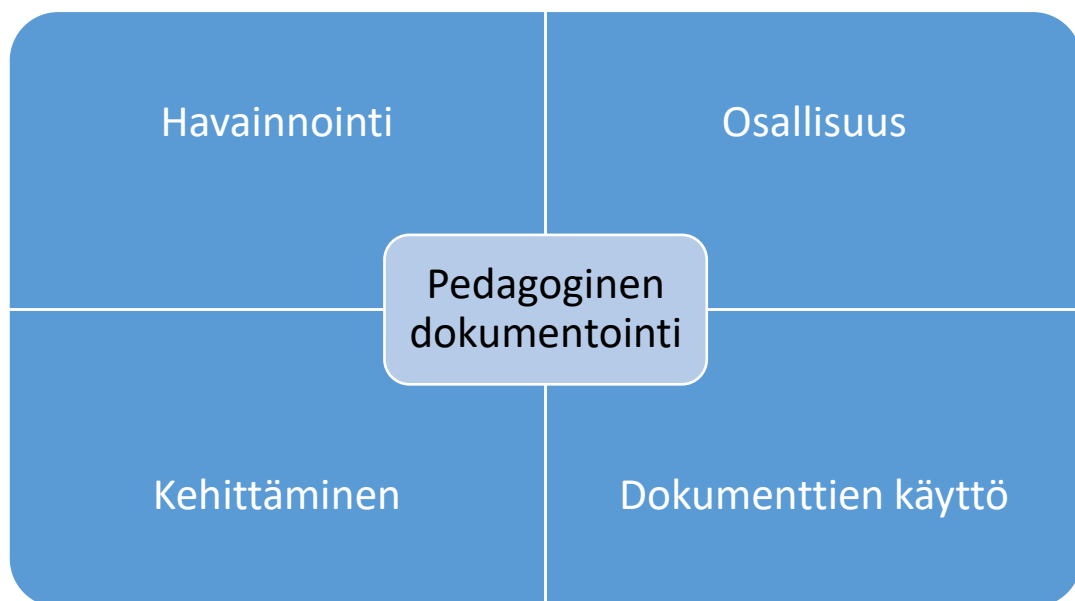 Havainnointi
Osallisuus
Pedagoginen
dokumentointi
Kehittäminen
Dokumenttien käyttö